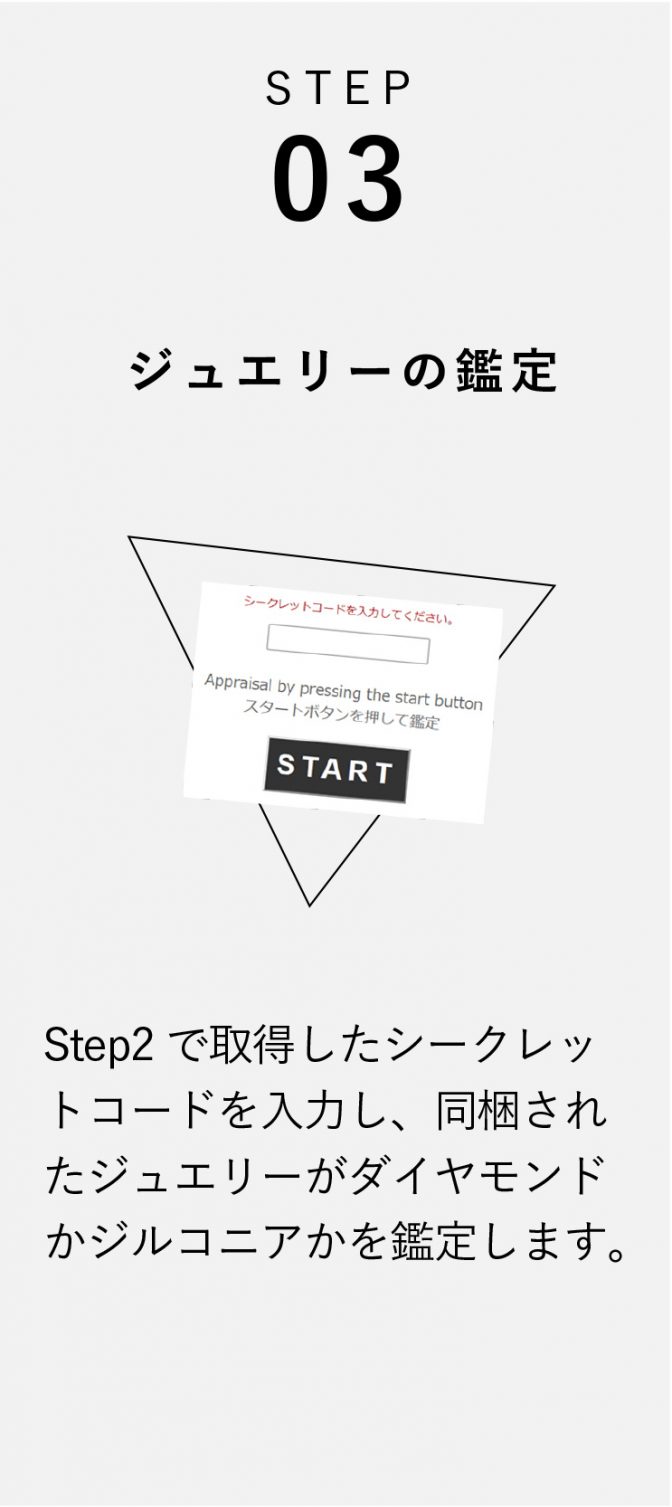 STEP
03
ジュエリーの鑑定
シークレットコードを入力してください。
Appraisal by pressing the start button
スタートボタンを押して鑑定
START
Step2 で取得したシークレッ
トコードを入力し、同梱され
たジュエリーがダイヤモンド
かジルコニアかを鑑定します。